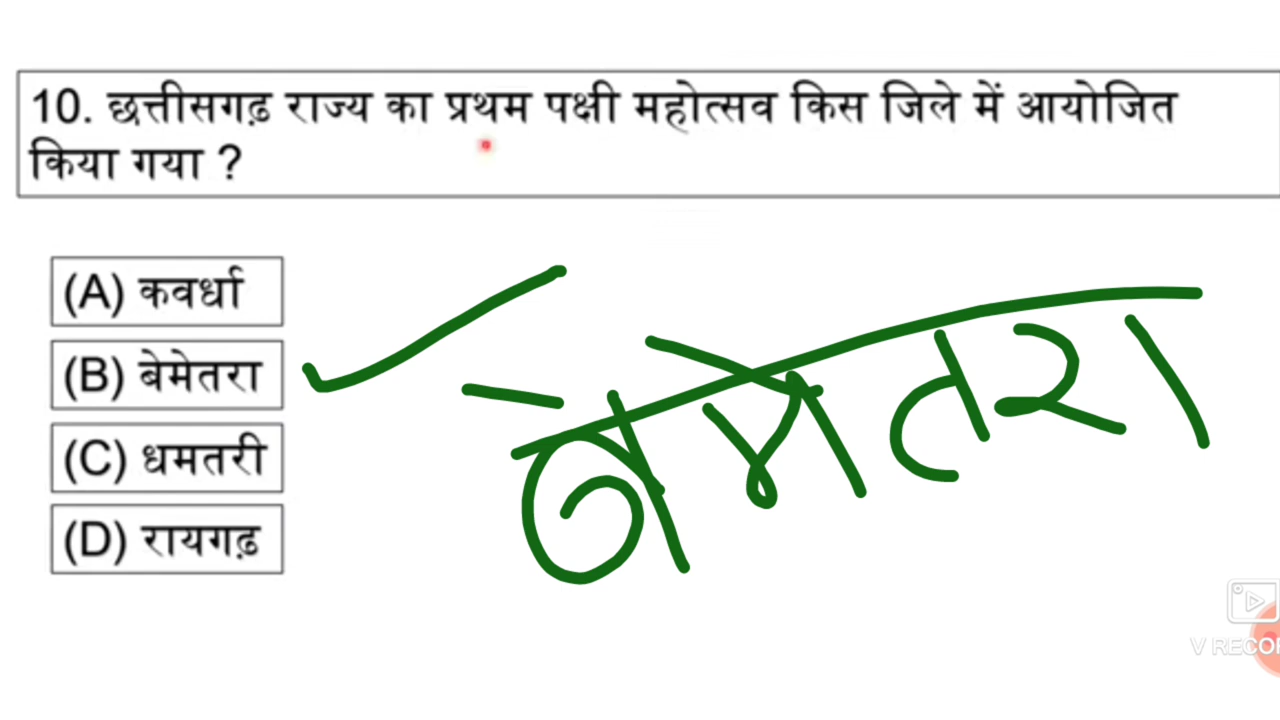 10. छत्तीसगढ़ राज्य का प्रथम पक्षी महोत्सव किस जिले में आयोजित
किया गया ?
(A) कवर्धा
(B) बेमेतरा
(C) धमतरी
(D) रायगढ़
बेमेतरा